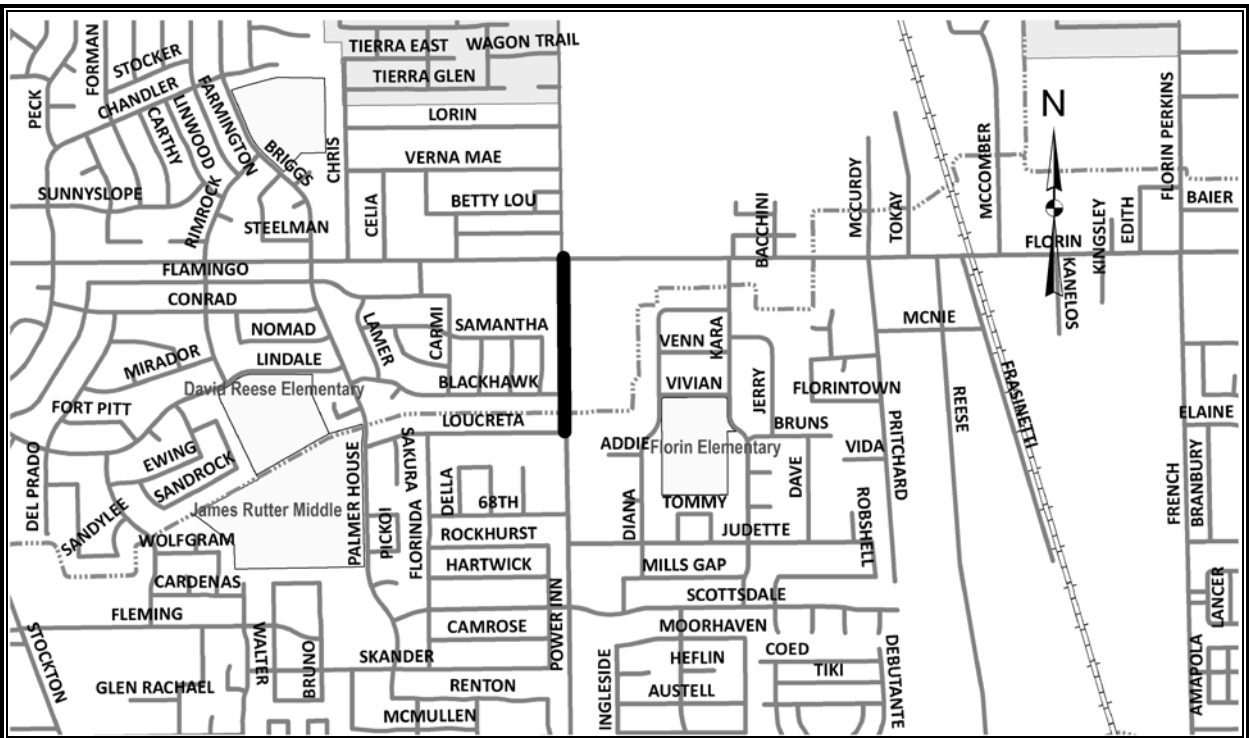 TIERRA EAST
WAGON TRAIL
FORMAN
STOCKER
TIERRA GLEN
PECK
CHANDLER
FARMINGTON
LINWOOD
CARTHY
LORIN
N
BRIGGS
CHRIS
VERNA MAE
MCCOMBER
FLORIN PERKINS
SUNNYSLOPE
RIMROCK
STEELMAN
CELIA
BETTY LOU
BACCHINI
MCCURDY
TOKAY
KINGSLEY
EDITH
BAIER
FLORIN
FLAMINGO
KANELOS
CONRAD
NOMAD
LAMER
CARMI
SAMANTHA
MCNIE
VENN
KARA
MIRADOR
LINDALE
BLACKHAWK
VIVIAN
JERRY
FLORINTOWN
FRASINETTI
REESE
David Reese Elementary
FORT PITT
LOUCRETA
ADDIE
Florin Elementary
BRUNS
VIDA
PRITCHARD
ELAINE
DEL PRADO
EWING
SANDROCK
PALMER HOUSE
SAKURA
DELLA
68TH
DAVE
FRENCH
BRANBURY
SANDYLEE
James Rutter Middle
PICKOI
FLORINDA
TOMMY
DIANA
ROBSHELL
WOLFGRAM
ROCKHURST
JUDETTE
CARDENAS
HARTWICK
MILLS GAP
LANCER
FLEMING
POWER INN
SCOTTSDALE
STOCKTON
WALTER
BRUNO
CAMROSE
MOORHAVEN
SKANDER
HEFLIN
COED
TIKI
DEBUTANTE
AMAPOLA
GLEN RACHAEL
RENTON
INGLESIDE
AUSTELL
MCMULLEN